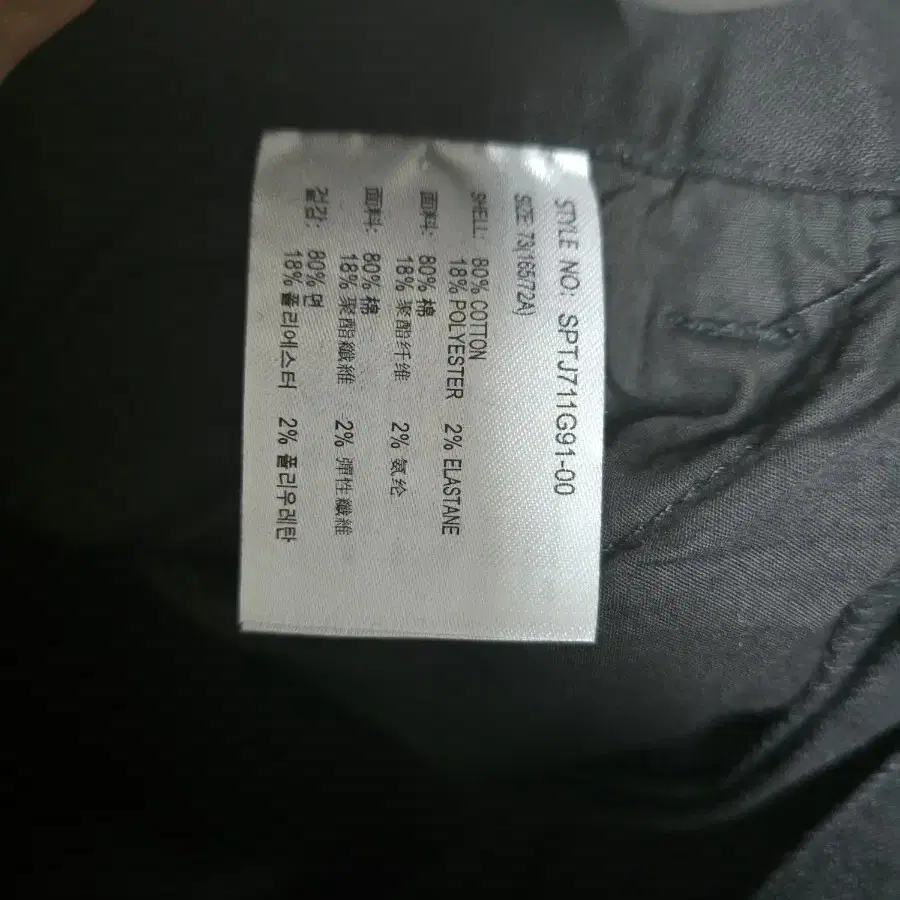 STYLE NO: SPTJ711G91-00
SIZE: 73(165/72A)
SHELL: 80% COTTON
18% POLYESTER 2% ELASTANE
面料: 80% 棉
18% 聚酯纤维 2% 氨纶
面料: 80% 棉
18% 聚酯纖維 2% 彈性纖維
겉감: 80% 면
18% 폴리에스터 2% 폴리우레탄